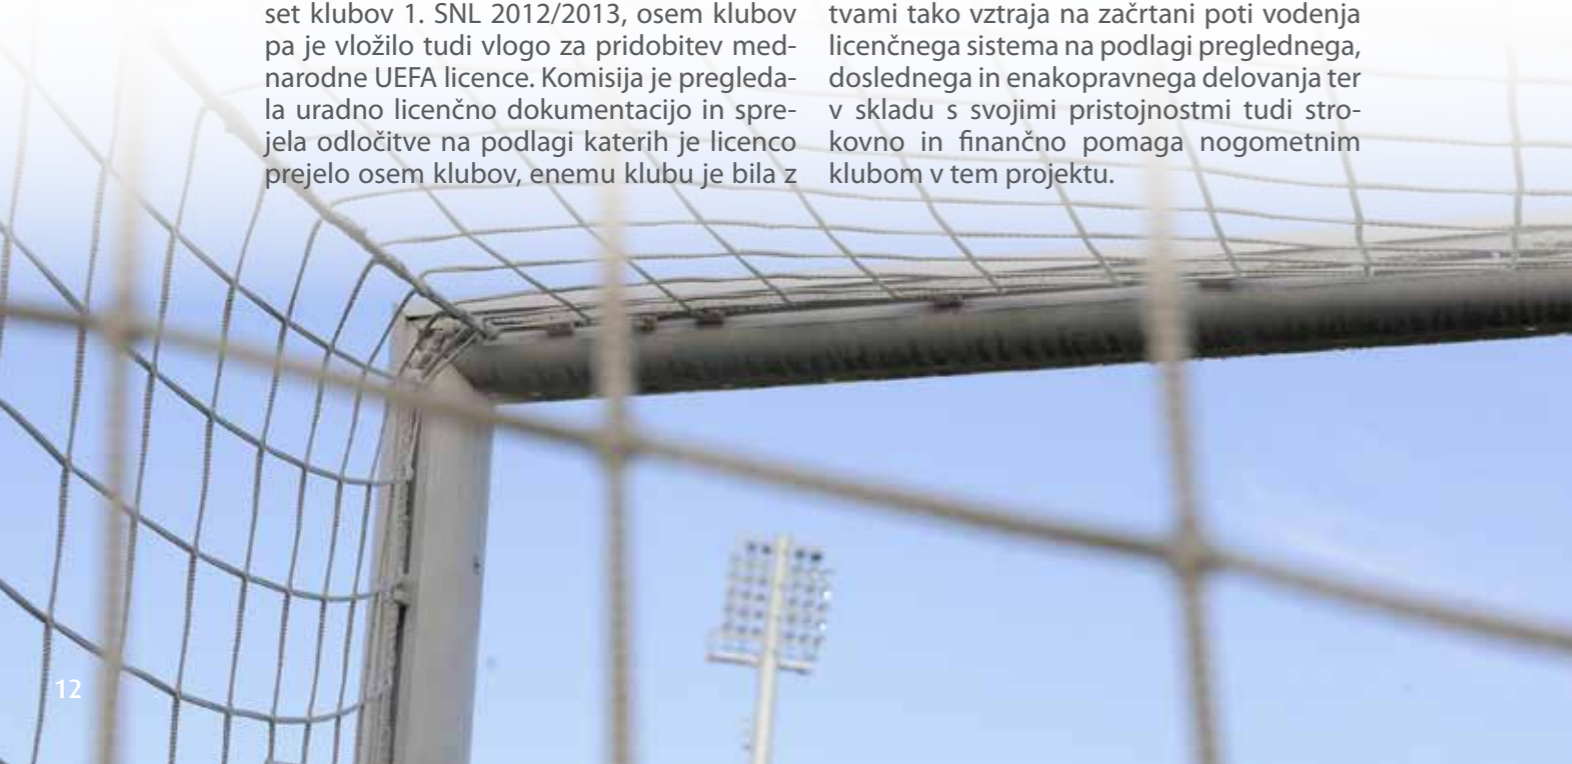 set klubov 1. SNL 2012/2013, osem klubov
pa je vložilo tudi vlogo za pridobitev med-
narodne UEFA licence. Komisija je pregleda-
la uradno licenčno dokumentacijo in spre-
jela odločitve na podlagi katerih je licenco
prejelo osem klubov, enemu klubu je bila z
tvami tako vztraja na začrtani poti vodenja
licenčnega sistema na podlagi preglednega,
doslednega in enakopravnega delovanja ter
v skladu s svojimi pristojnostmi tudi stro-
kovno in finančno pomaga nogometnim
klubom v tem projektu.
12